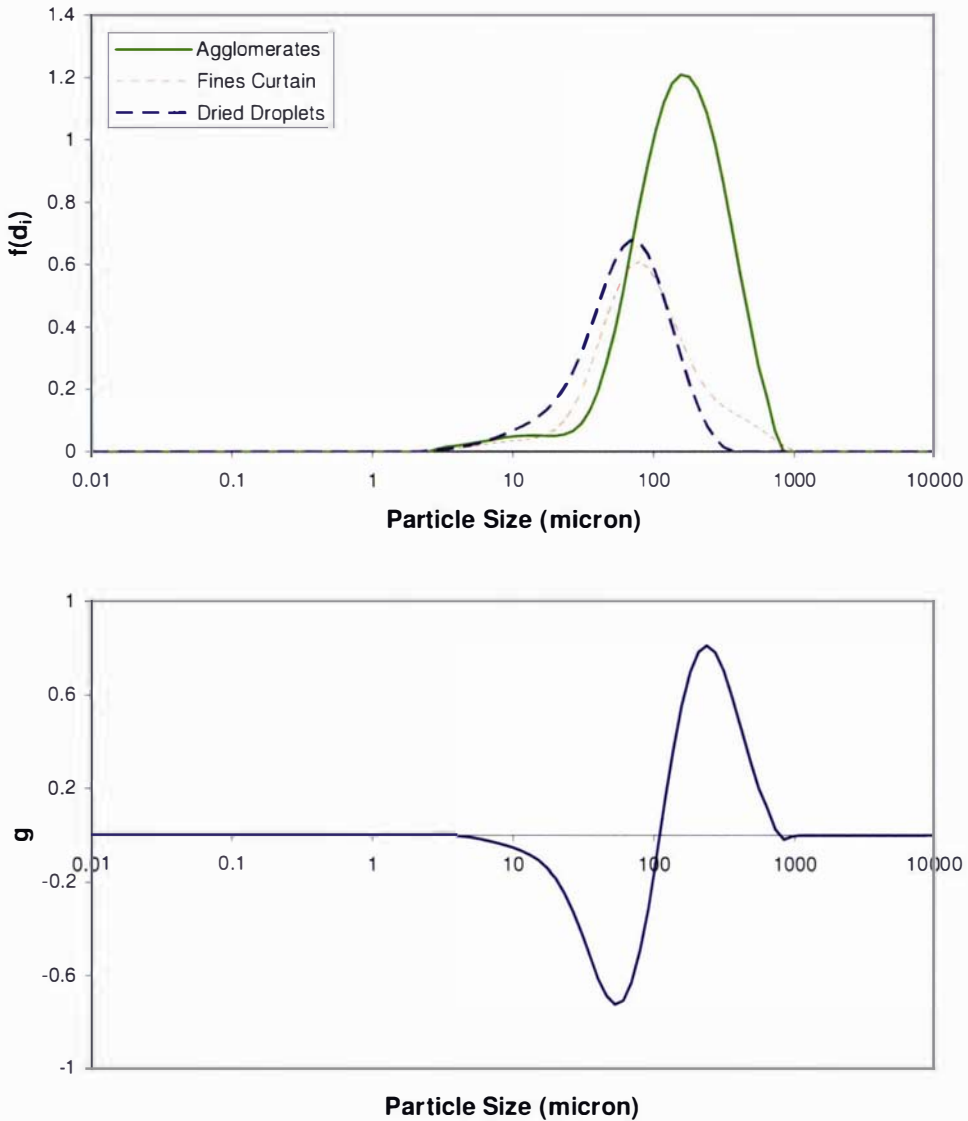 1.4
1.2
1
0.8
0.6
0.4
0.2
0
f(dᵢ)
Agglomerates
Fines Curtain
Dried Droplets
0.01 0.1 1 10 100 1000 10000
Particle Size (micron)
1
0.6
0.2
-0.2
-0.6
-1
g
0.01 0.1 1 10 100 1000 10000
Particle Size (micron)